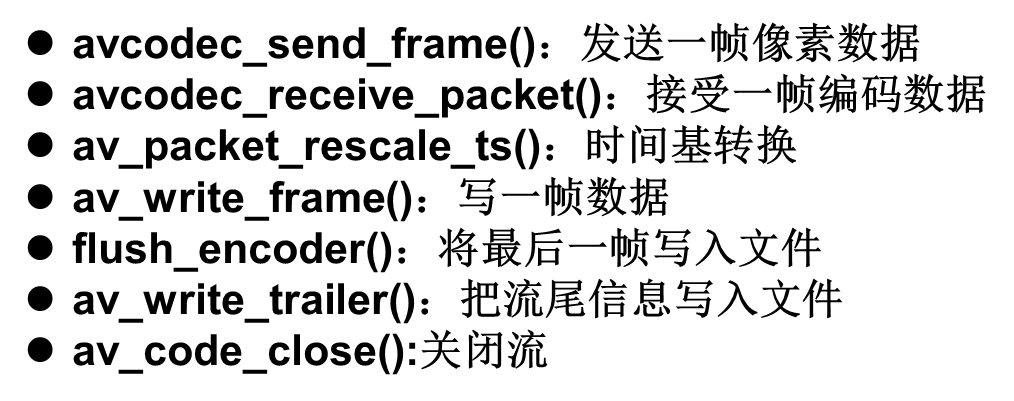 ● avcodec_send_frame()：发送一帧像素数据
● avcodec_receive_packet()：接受一帧编码数据
● av_packet_rescale_ts()：时间基转换
● av_write_frame()：写一帧数据
● flush_encoder()：将最后一帧写入文件
● av_write_trailer()：把流尾信息写入文件
● av_code_close():关闭流